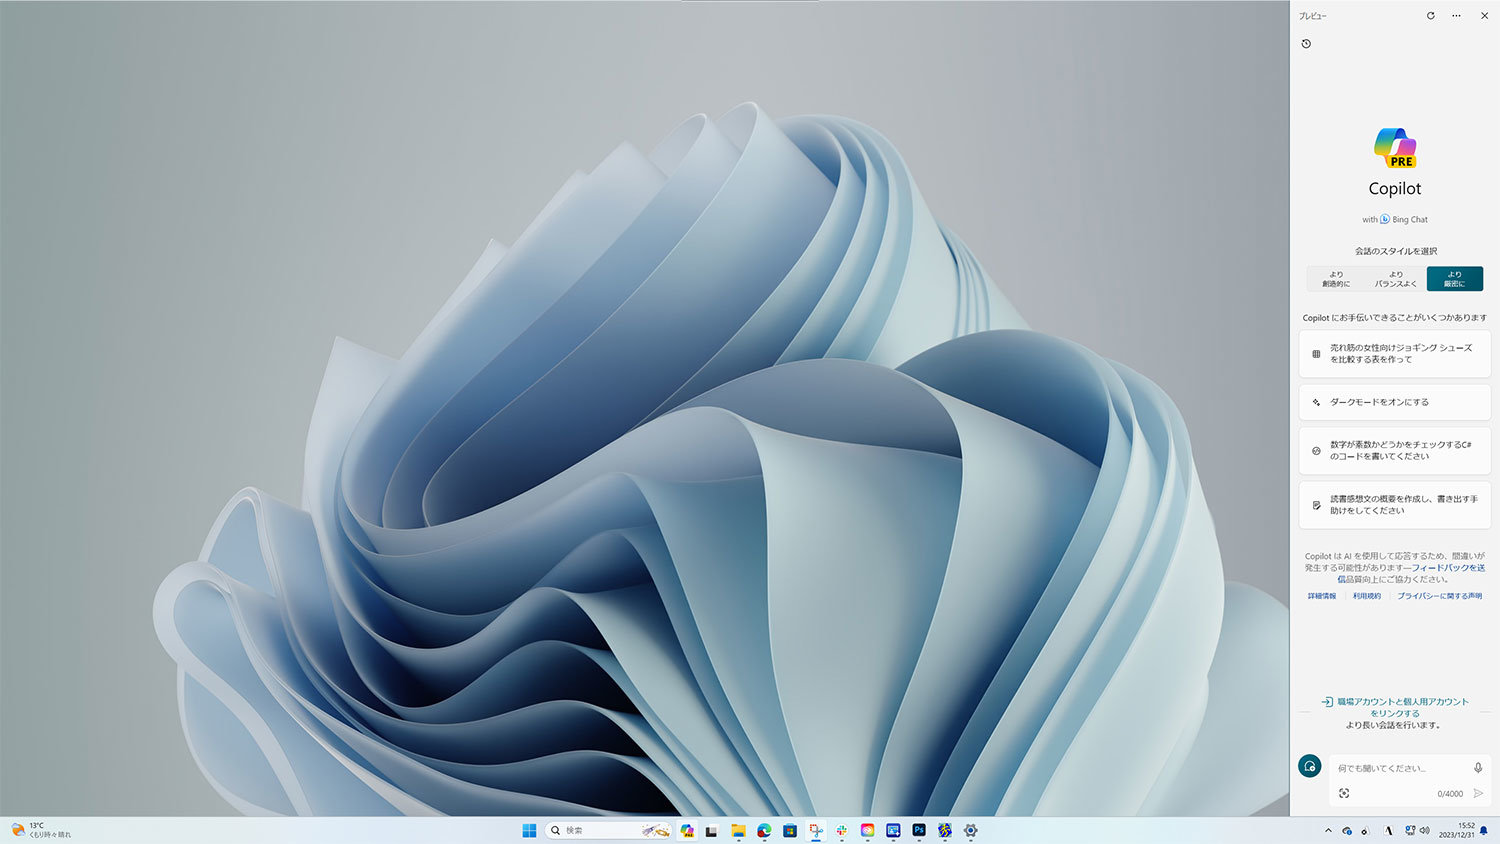 プレビュー
PRE
Copilot
with Bing Chat
会話のスタイルを選択
より
創造的に
より
バランスよく
より
厳密に
Copilot にお手伝いできることがいくつかあります
売れ筋の女性向けジョギング シューズ
を比較する表を作って
ダークモードをオンにする
数字が素数かどうかをチェックするC#
のコードを書いてください
読書感想文の概要を作成し、書き出す手
助けをしてください
Copilot は AI を使用して応答するため、間違いが
発生する可能性があります—フィードバックを送
信品質向上にご協力ください。
詳細情報 利用規約 プライバシーに関する声明
職場アカウントと個人用アカウント
をリンクする
より長い会話を行います。
何でも聞いてください...
0/4000
13°C
くもり時々晴れ
検索
Ps
A
15:52
2023/12/31